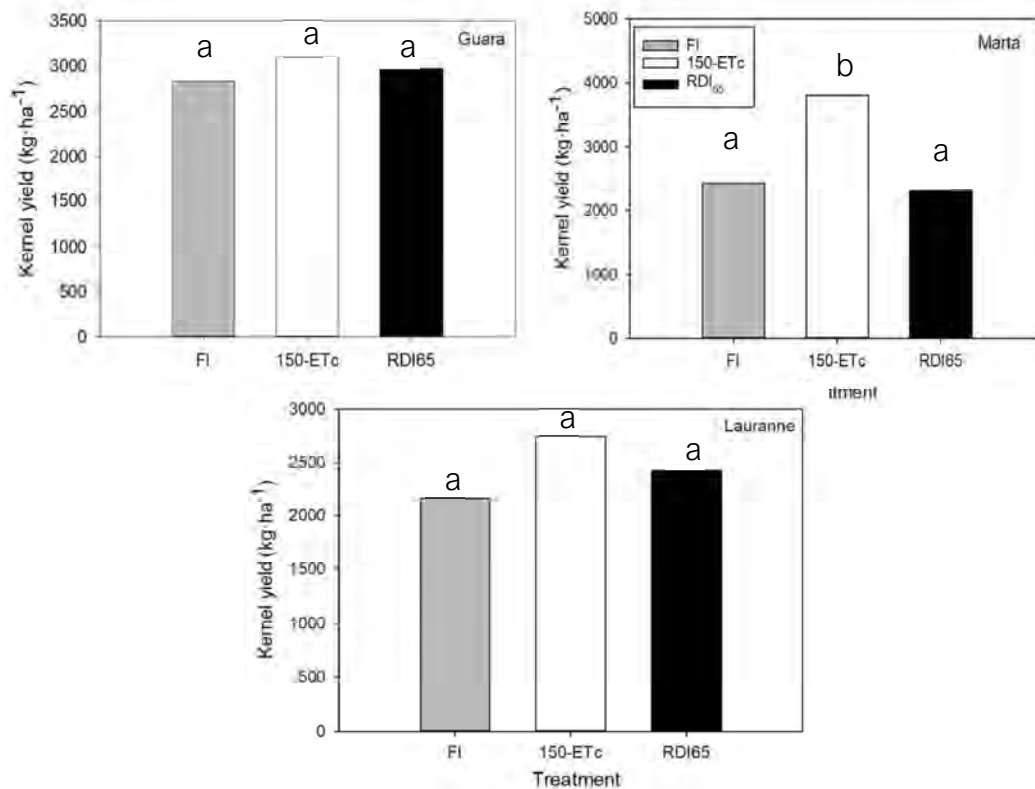 Guara
a
a
a
Kernel yield (kg·ha⁻¹)
3500
3000
2500
2000
1500
1000
500
0
FI
150-ETc
RDI65
Marta
FI
150-ETc
RDI₆₅
a
b
a
Kernel yield (kg·ha⁻¹)
5000
4000
3000
2000
1000
0
FI
150-ETc
RDI65
atment
Lauranne
a
a
a
Kernel yield (kg·ha⁻¹)
3000
2500
2000
1500
1000
500
0
FI
150-ETc
RDI65
Treatment